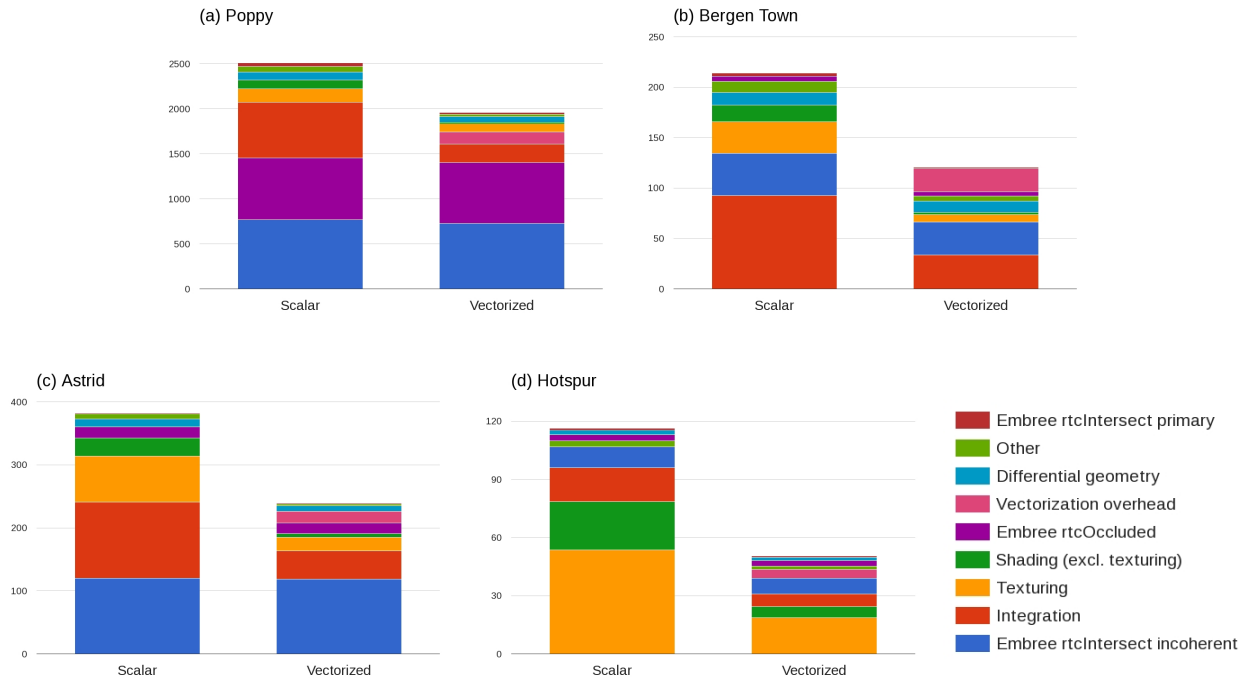 (a) Poppy
2500
2000
1500
1000
500
0
Scalar
Vectorized
(b) Bergen Town
250
200
150
100
50
0
Scalar
Vectorized
(c) Astrid
400
300
200
100
0
Scalar
Vectorized
(d) Hotspur
120
90
60
30
0
Scalar
Vectorized
Embree rtcIntersect primary
Other
Differential geometry
Vectorization overhead
Embree rtcOccluded
Shading (excl. texturing)
Texturing
Integration
Embree rtcIntersect incoherent